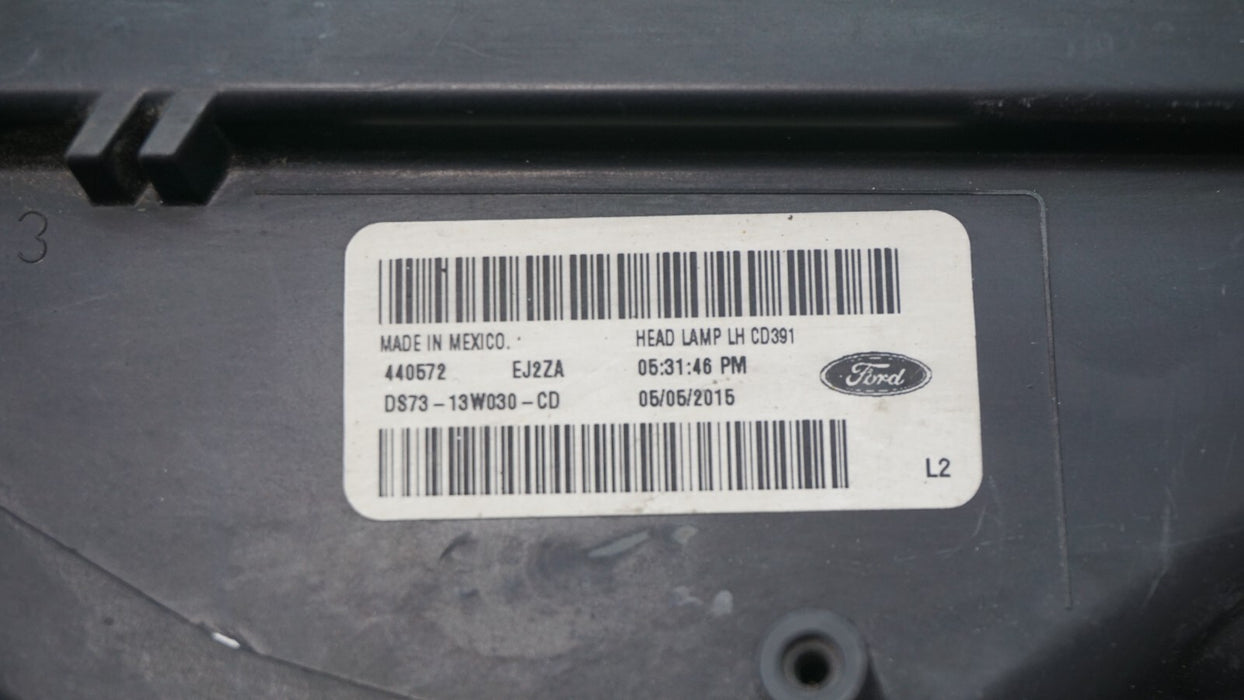 3
MADE IN MEXICO. HEAD LAMP LH CD391
440572 EJ2ZA 05:31:46 PM
DS73-13W030-CD 05/05/2015
Ford
L2